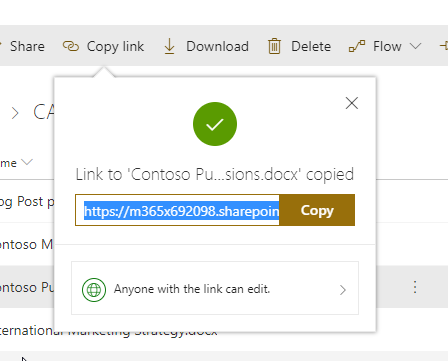 Share Copy link Download Delete Flow
CA
Link to 'Contoso Pu...sions.docx' copied
me
https://m365x692098.sharepoin Copy
og Post p
ontoso M
Anyone with the link can edit.
ontoso Pu
ternational Marketing Strategy.docx